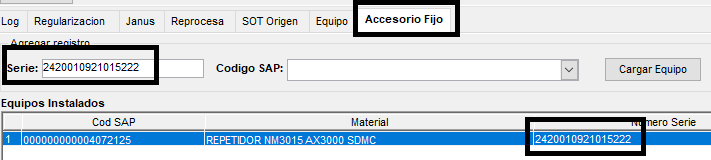 Log Regularizacion Janus Reprocesa SOT Origen Equipo Accesorio Fijo
Agregar registro
Serie: 2420010921015222 Codigo SAP: Cargar Equipo
Equipos Instalados
Cod SAP Material Numero Serie
1 000000000004072125 REPETIDOR NM3015 AX3000 SDMC 2420010921015222